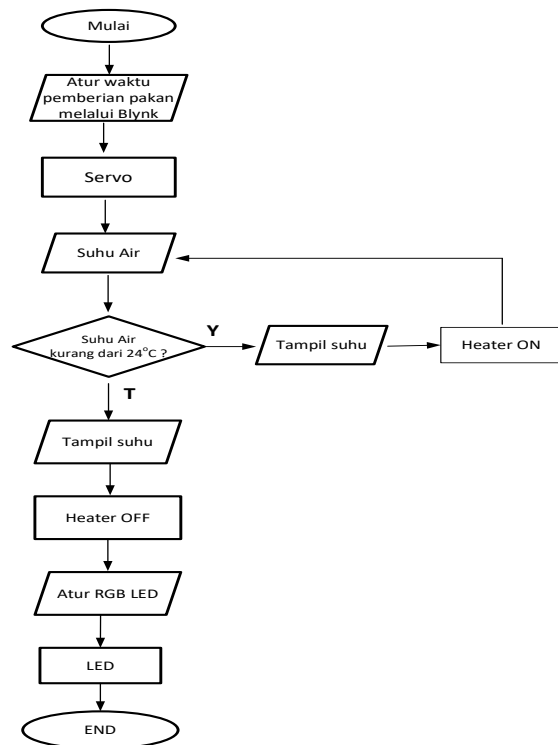 Mulai
Atur waktu
pemberian pakan
melalui Blynk
Servo
Suhu Air
Suhu Air
kurang dari 24°C ?
Y
Tampil suhu
Heater ON
T
Tampil suhu
Heater OFF
Atur RGB LED
LED
END